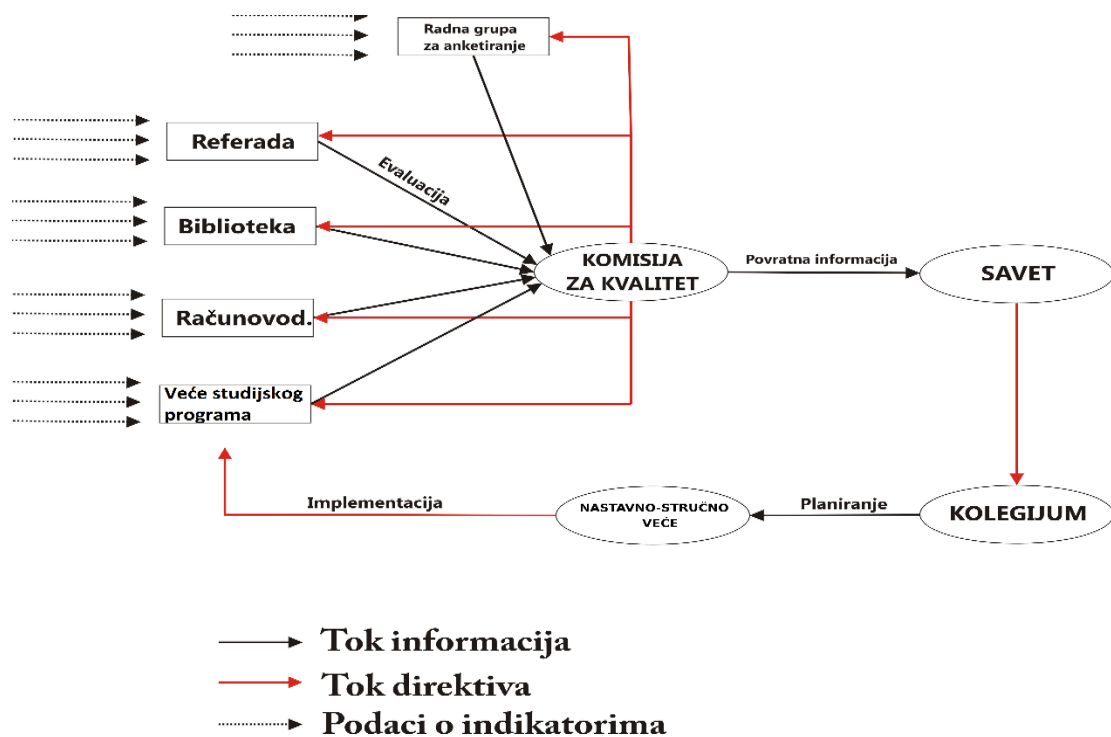 Radna grupa
za anketiranje
Referada
Evaluacija
Biblioteka
KOMISIJA
ZA KVALITET
Povratna informacija
SAVET
Računovod.
Veće studijskog
programa
Implementacija
NASTAVNO-STRUČNO
VEĆE
Planiranje
KOLEGIJUM
Tok informacija
Tok direktiva
Podaci o indikatorima